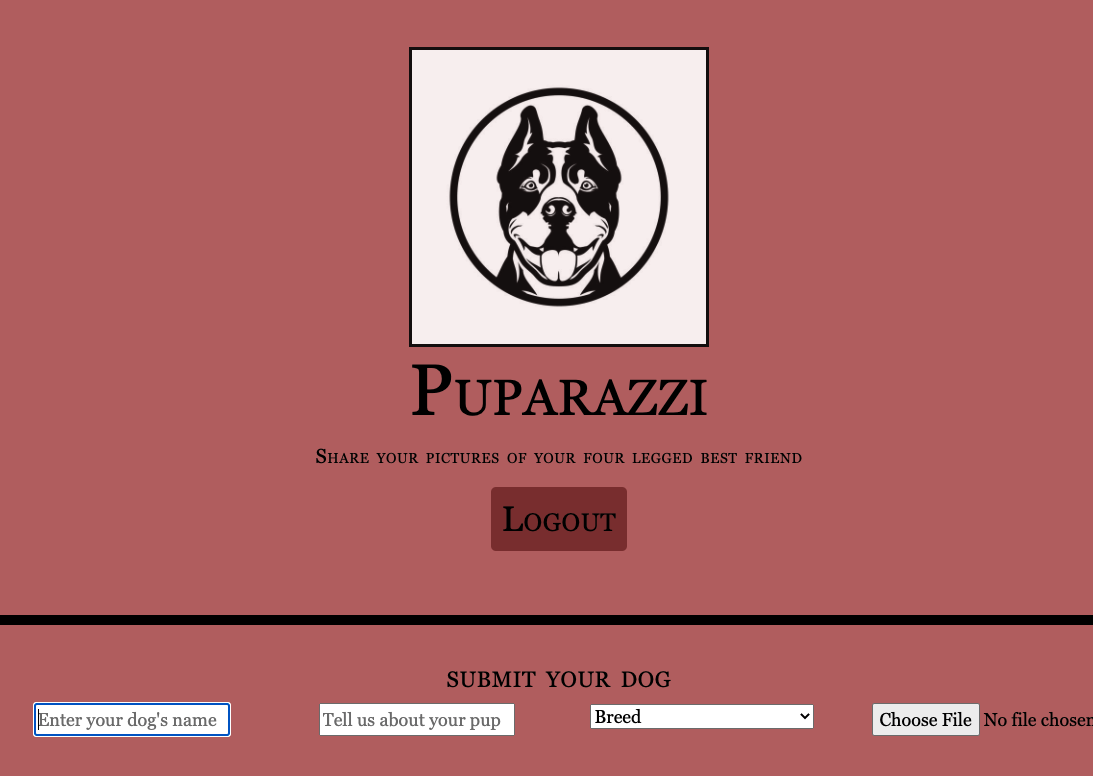 Puparazzi
Share your pictures of your four legged best friend
Logout
submit your dog
Enter your dog's name
Tell us about your pup
Breed
Choose File No file chosen